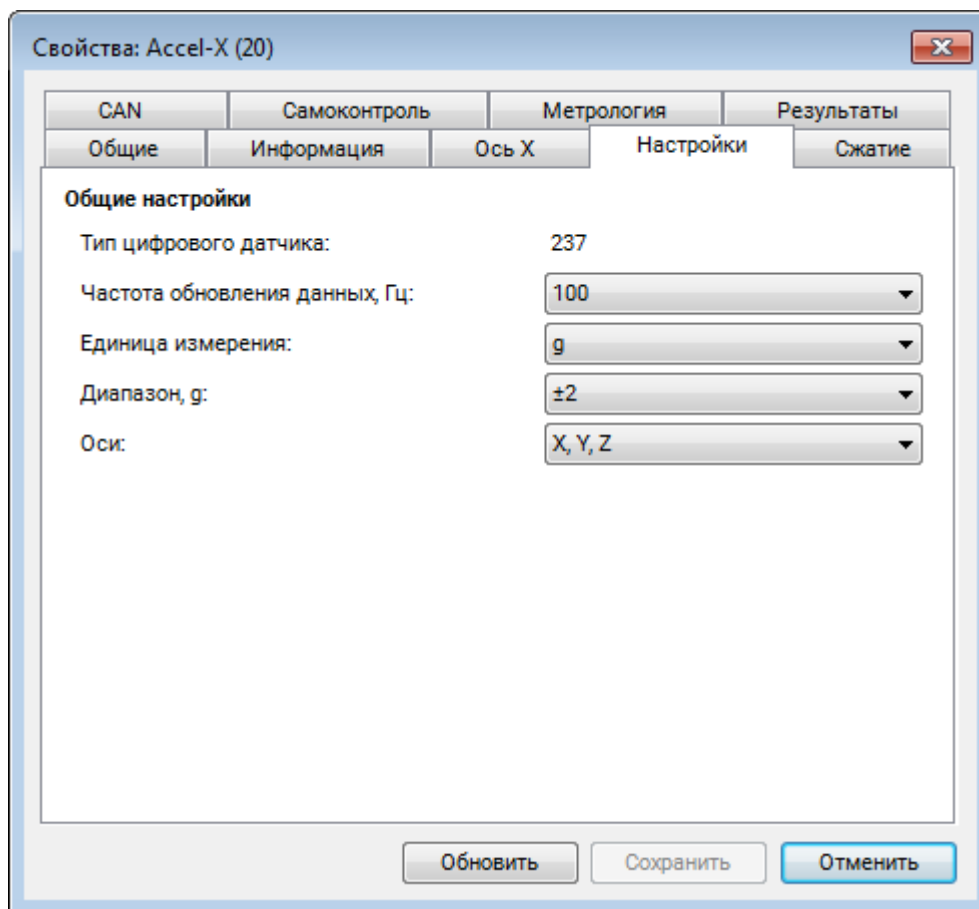 Свойства: Accel-X (20)
CAN Самоконтроль Метрология Результаты
Общие Информация Ось X Настройки Сжатие
Общие настройки
Тип цифрового датчика: 237
Частота обновления данных, Гц: 100
Единица измерения: g
Диапазон, g: ±2
Оси: X, Y, Z
Обновить Сохранить Отменить